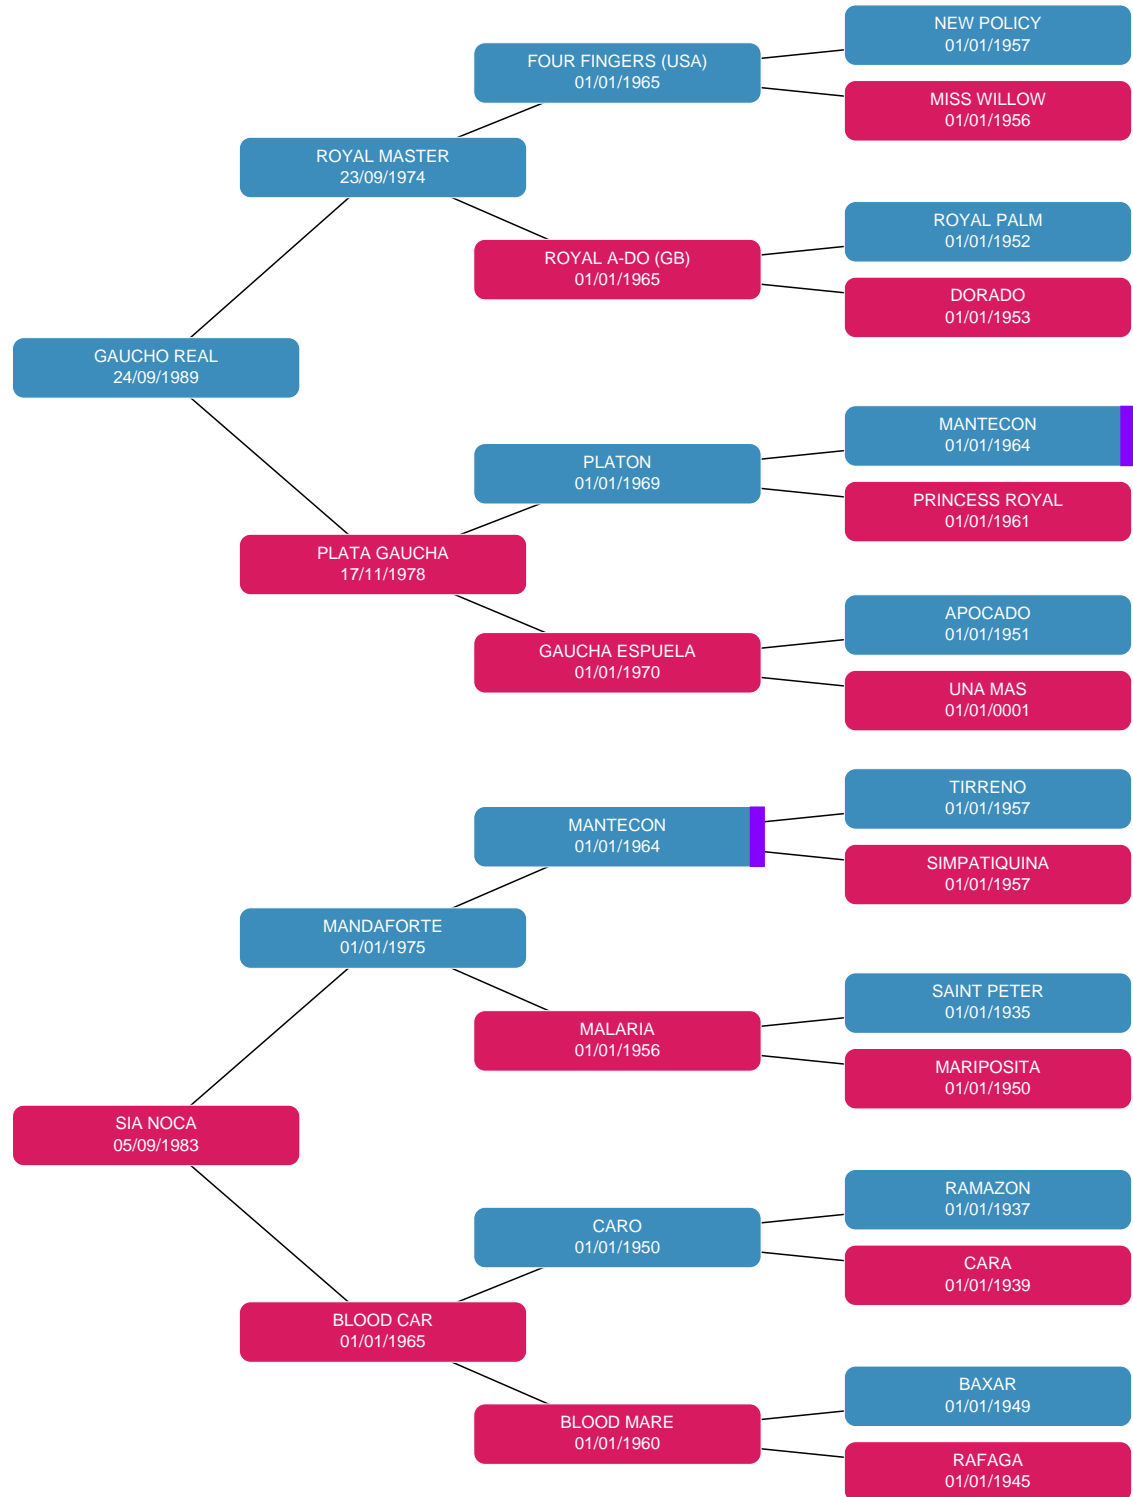 NEW POLICY
01/01/1957
FOUR FINGERS (USA)
01/01/1965
MISS WILLOW
01/01/1956
ROYAL MASTER
23/09/1974
ROYAL PALM
01/01/1952
ROYAL A-DO (GB)
01/01/1965
DORADO
01/01/1953
GAUCHO REAL
24/09/1989
MANTECON
01/01/1964
PLATON
01/01/1969
PRINCESS ROYAL
01/01/1961
PLATA GAUCHA
17/11/1978
APOCADO
01/01/1951
GAUCHA ESPUELA
01/01/1970
UNA MAS
01/01/0001
TIRRENO
01/01/1957
MANTECON
01/01/1964
SIMPATIQUINA
01/01/1957
MANDAFORTE
01/01/1975
SAINT PETER
01/01/1935
MALARIA
01/01/1956
MARIPOSITA
01/01/1950
SIA NOCA
05/09/1983
RAMAZON
01/01/1937
CARO
01/01/1950
CARA
01/01/1939
BLOOD CAR
01/01/1965
BAXAR
01/01/1949
BLOOD MARE
01/01/1960
RAFAGA
01/01/1945